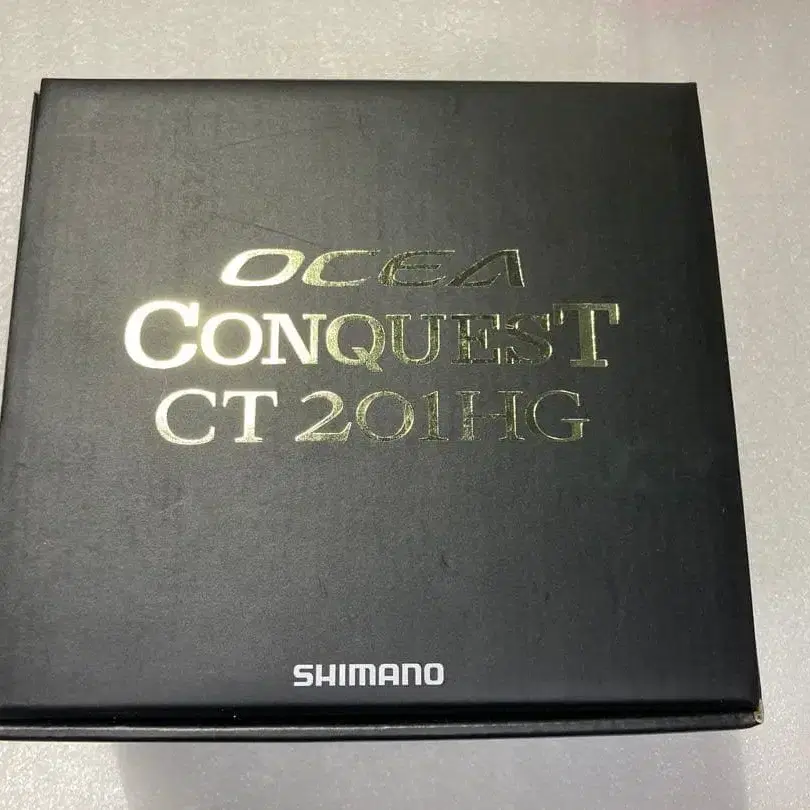 OCEA
CONQUEST
CT 201HG
SHIMANO